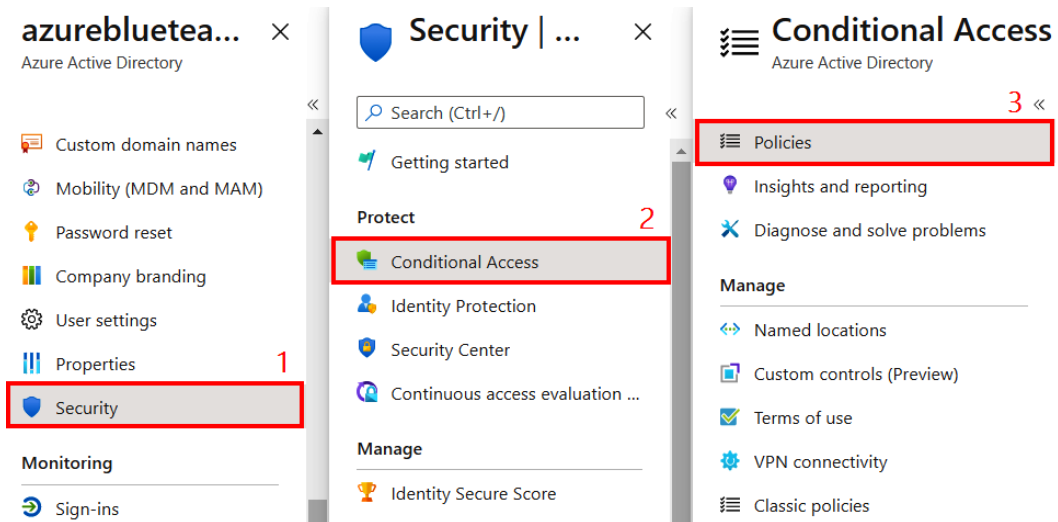 azurebluetea...
Azure Active Directory
Custom domain names
Mobility (MDM and MAM)
Password reset
Company branding
User settings
Properties
1
Security
Monitoring
Sign-ins
Security | ...
Search (Ctrl+/)
Getting started
Protect
2
Conditional Access
Identity Protection
Security Center
Continuous access evaluation ...
Manage
Identity Secure Score
Conditional Access
Azure Active Directory
3
Policies
Insights and reporting
Diagnose and solve problems
Manage
Named locations
Custom controls (Preview)
Terms of use
VPN connectivity
Classic policies